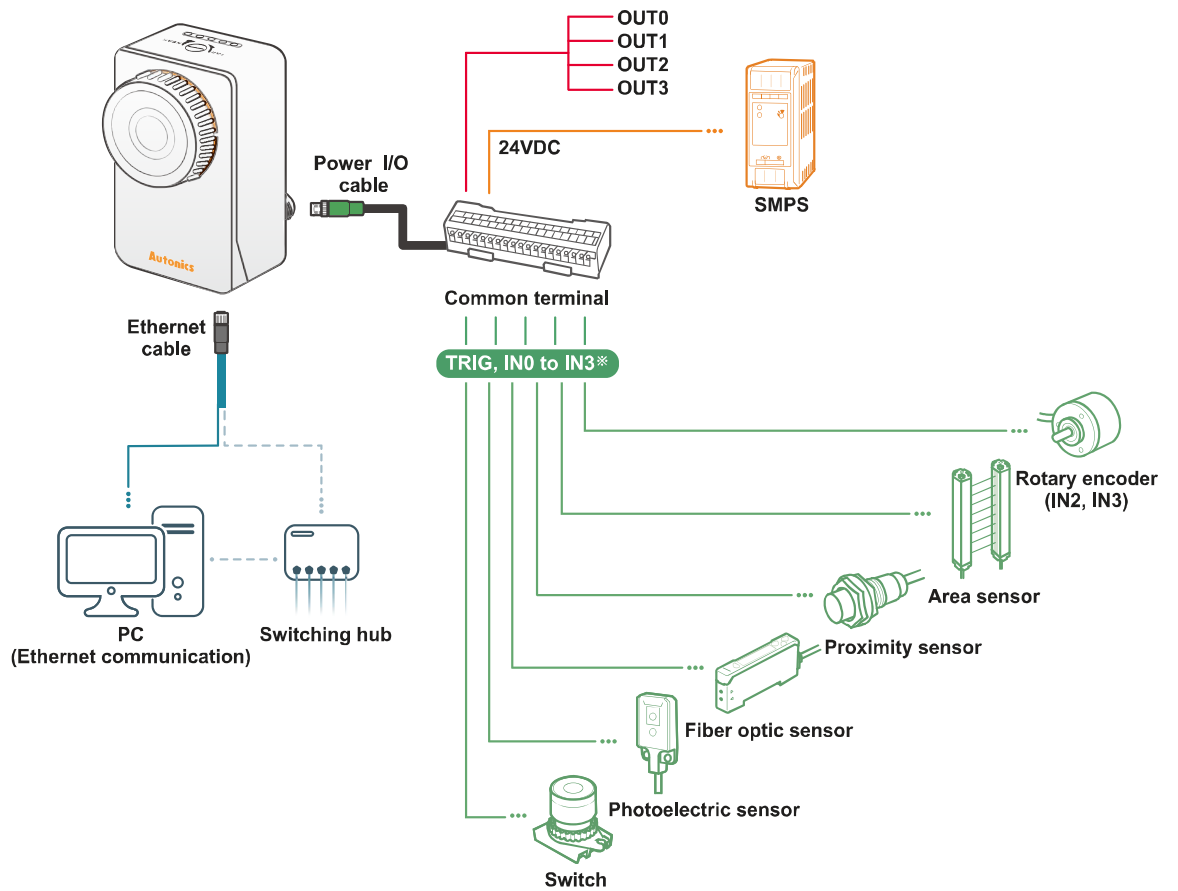 OUT0
OUT1
OUT2
OUT3
24VDC
SMPS
Power I/O
cable
Autonics
Common terminal
Ethernet
cable
TRIG, IN0 to IN3※
Rotary encoder
(IN2, IN3)
Area sensor
PC
(Ethernet communication)
Switching hub
Proximity sensor
Fiber optic sensor
Photoelectric sensor
Switch